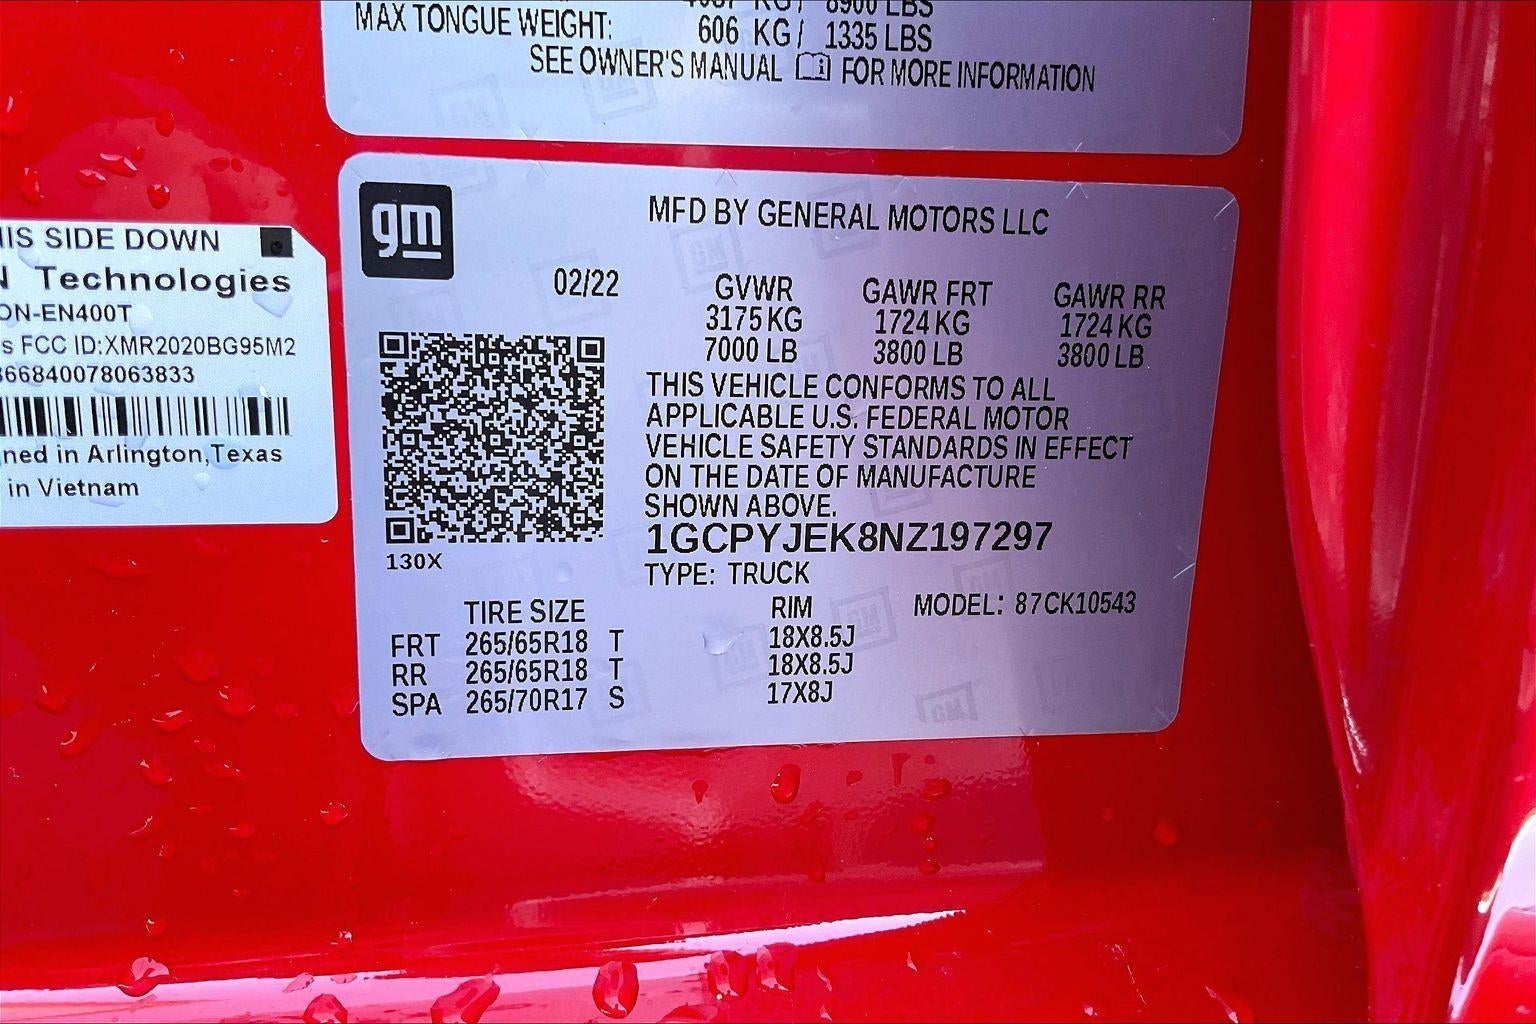 MAX TONGUE WEIGHT: 606 KG/ 1335 LBS
SEE OWNER'S MANUAL FOR MORE INFORMATION
SIDE DOWN
Technologies
ON-EN400T
FCC ID:XMR2020BG95M2
366840078063833
in Arlington,Texas
in Vietnam
gm
MFD BY GENERAL MOTORS LLC
02/22 GVWR GAWR FRT GAWR RR
3175 KG 1724 KG 1724 KG
7000 LB 3800 LB 3800 LB
THIS VEHICLE CONFORMS TO ALL
APPLICABLE U.S. FEDERAL MOTOR
VEHICLE SAFETY STANDARDS IN EFFECT
ON THE DATE OF MANUFACTURE
SHOWN ABOVE.
1GCPYJEK8NZ197297
130X
TYPE: TRUCK
TIRE SIZE RIM MODEL: 87CK10543
FRT 265/65R18 T 18X8.5J
RR 265/65R18 T 18X8.5J
SPA 265/70R17 S 17X8J